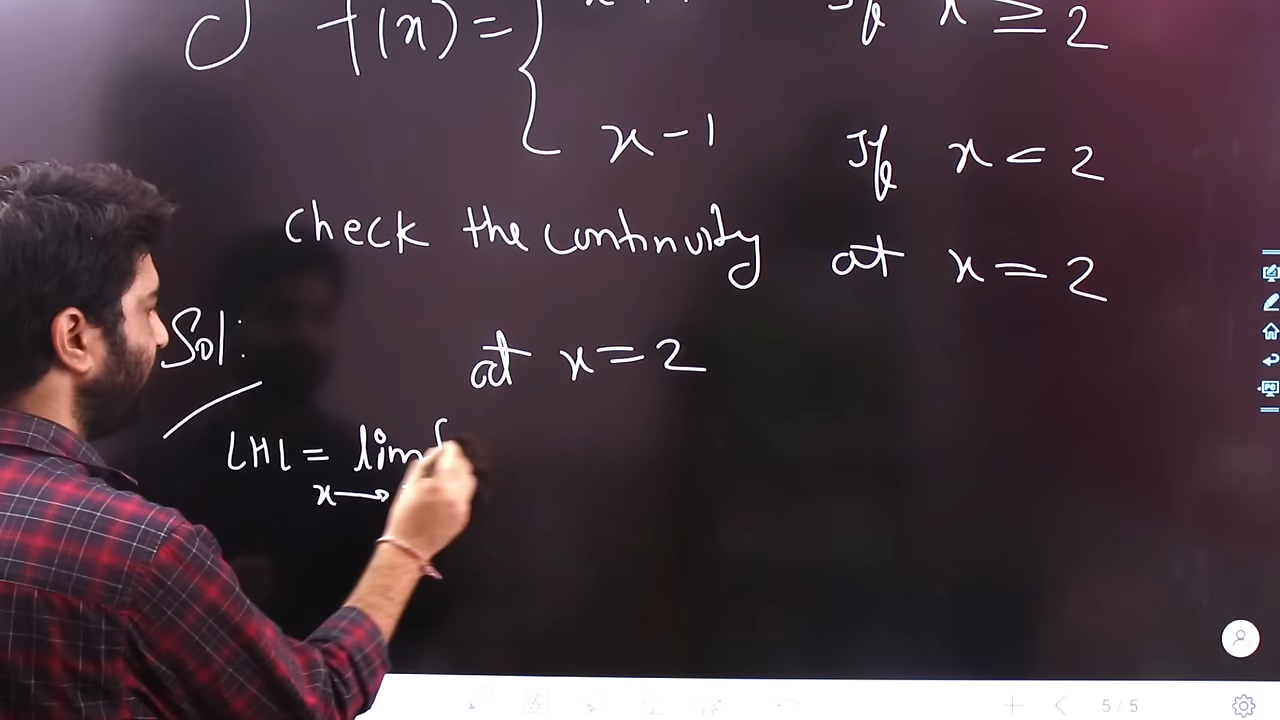 f(x) = { If x ≥ 2
x - 1 If x < 2
check the continuity at x = 2
Sol: at x = 2
LHL = lim f
x →
5 / 5